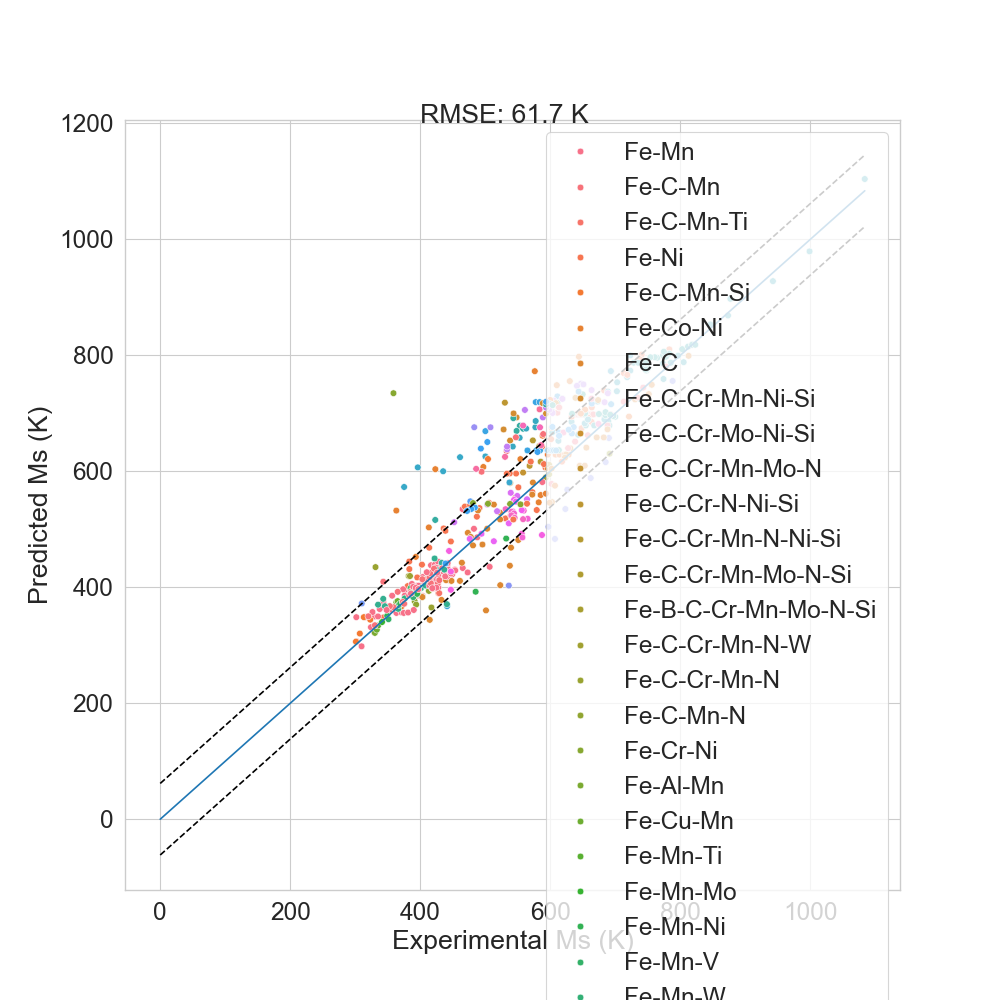 RMSE: 61.7 K
1200
1000
800
600
400
200
0
Predicted Ms (K)
0 200 400 600 800 1000
Experimental Ms (K)
Fe-Mn
Fe-C-Mn
Fe-C-Mn-Ti
Fe-Ni
Fe-C-Mn-Si
Fe-Co-Ni
Fe-C
Fe-C-Cr-Mn-Ni-Si
Fe-C-Cr-Mo-Ni-Si
Fe-C-Cr-Mn-Mo-N
Fe-C-Cr-N-Ni-Si
Fe-C-Cr-Mn-N-Ni-Si
Fe-C-Cr-Mn-Mo-N-Si
Fe-B-C-Cr-Mn-Mo-N-Si
Fe-C-Cr-Mn-N-W
Fe-C-Cr-Mn-N
Fe-C-Mn-N
Fe-Cr-Ni
Fe-Al-Mn
Fe-Cu-Mn
Fe-Mn-Ti
Fe-Mn-Mo
Fe-Mn-Ni
Fe-Mn-V
Fe-Mn-W